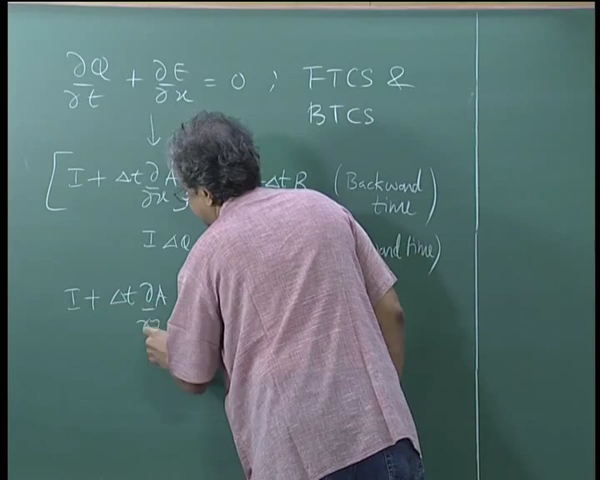 ∂Q/∂t + ∂E/∂x = 0 ; FTCS &
BTCS
[ I + Δt ∂A/∂x Δt R (Backward time)
I ΔQ time)
I + Δt ∂A